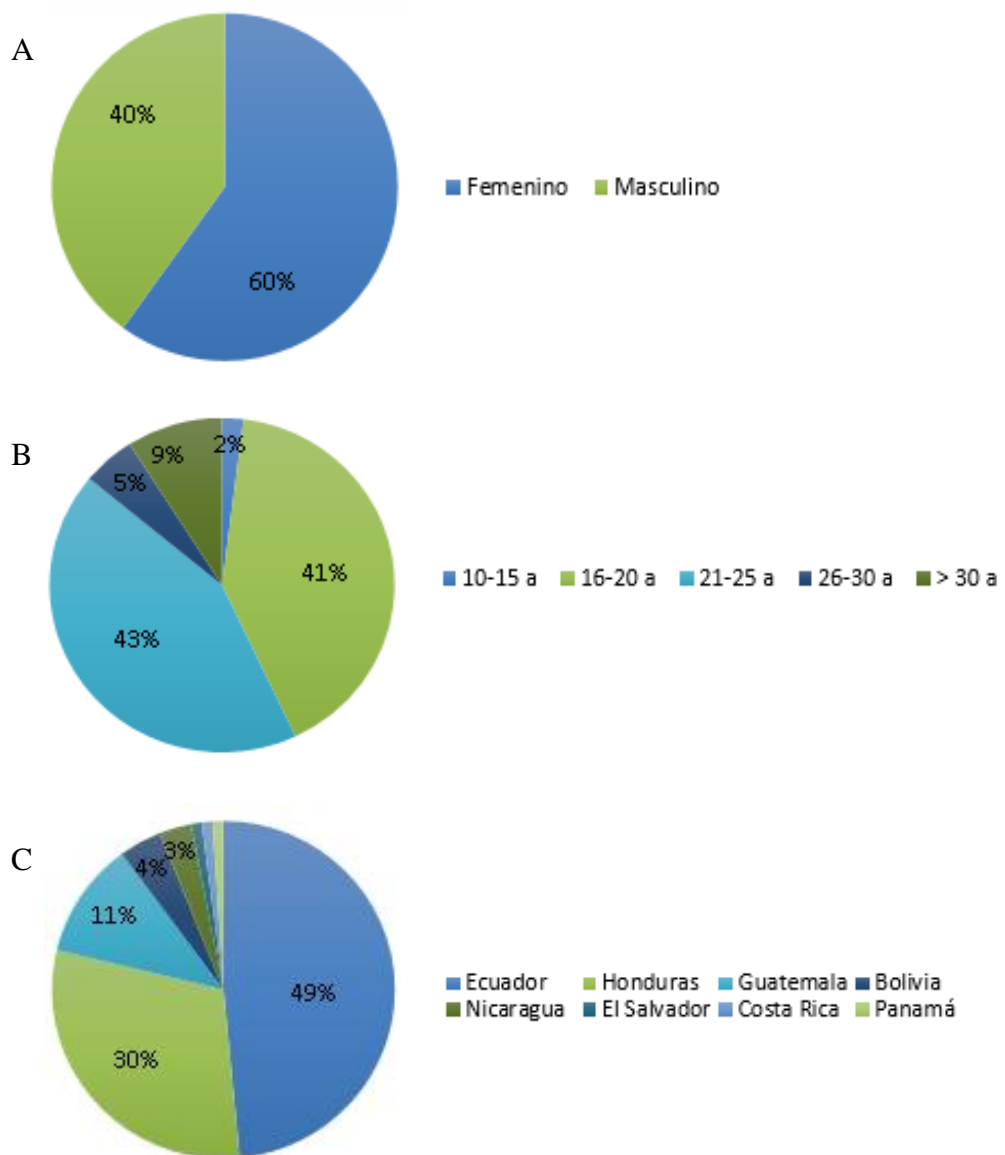 A
40%
60%
Femenino Masculino
B
2%
9%
5%
41%
43%
10-15 a 16-20 a 21-25 a 26-30 a > 30 a
C
3%
4%
11%
49%
30%
Ecuador Honduras Guatemala Bolivia
Nicaragua El Salvador Costa Rica Panamá